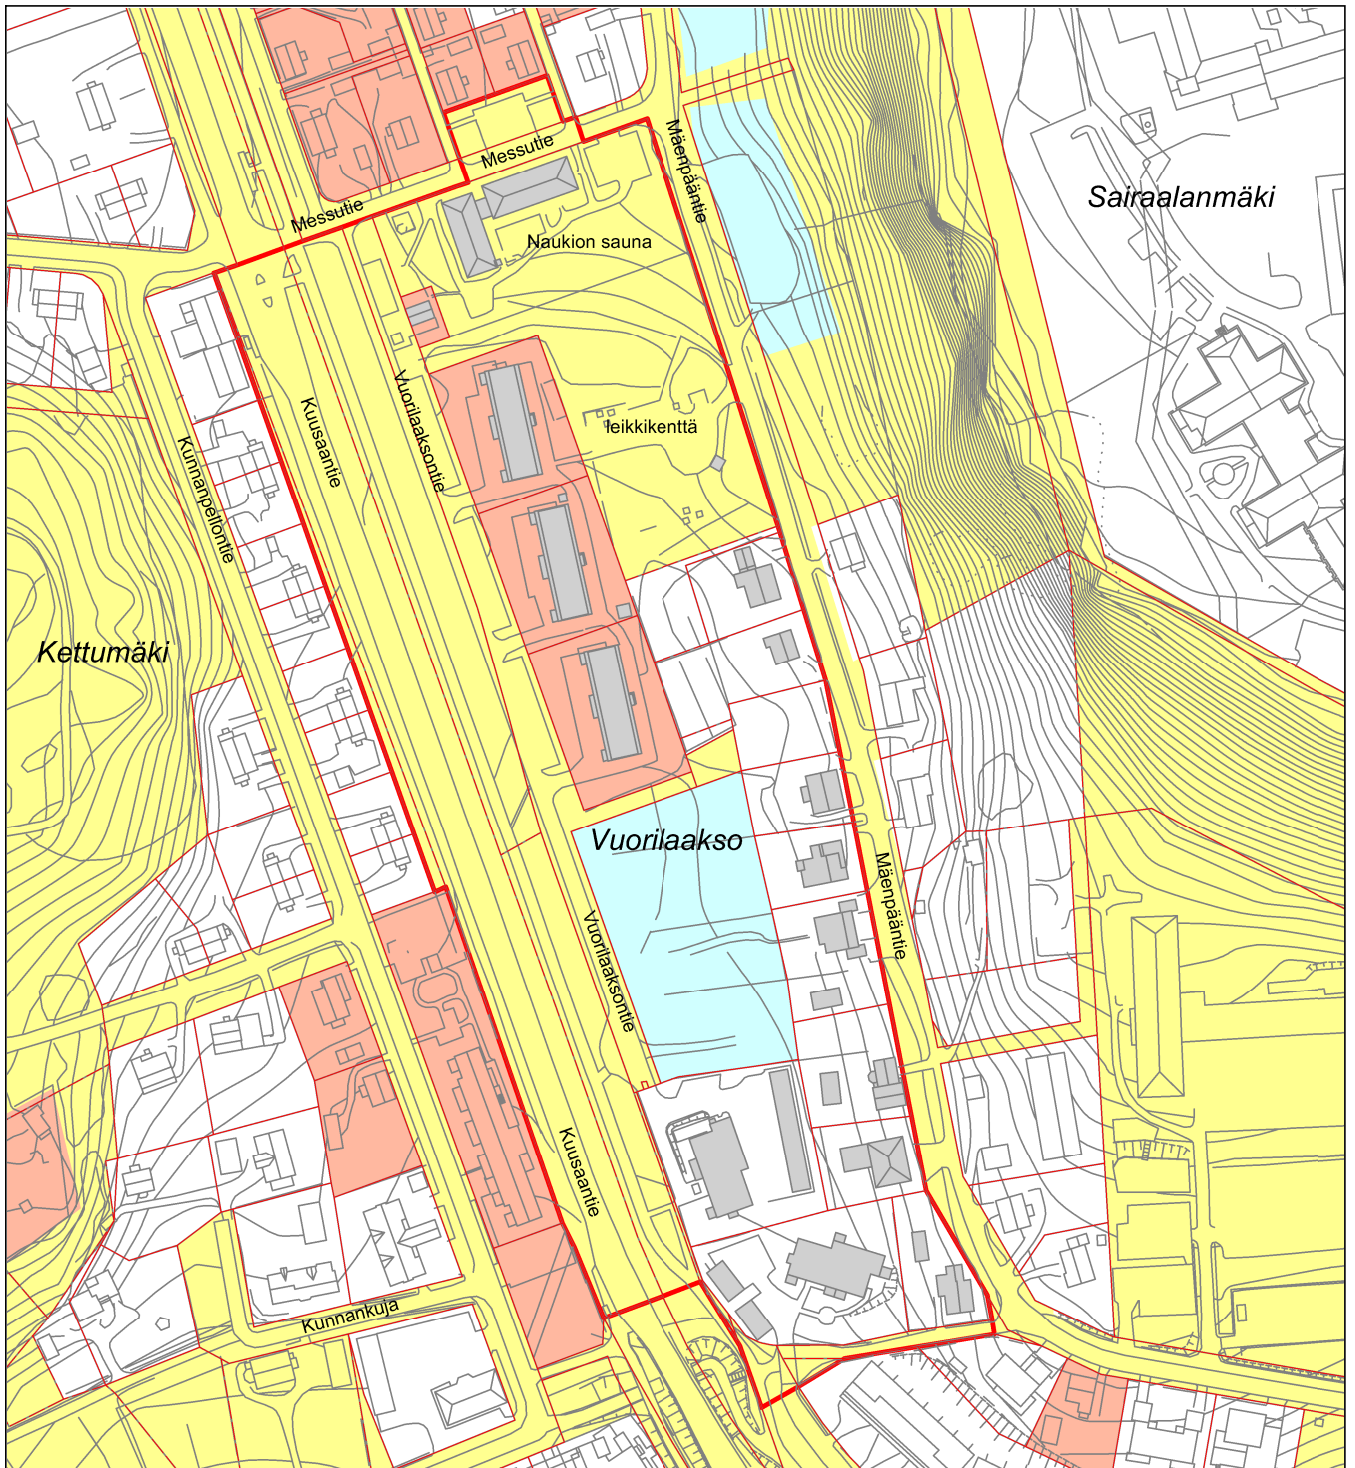 Messutie
Mäenpääntie
Sairaalanmäki
Messutie
Naukion sauna
Kuusaantie
Vuorilaaksontie
leikkikenttä
Kunnanpellontie
Kettumäki
Vuorilaakso
Mäenpääntie
Vuorilaaksontie
Kuusaantie
Kunnankuja